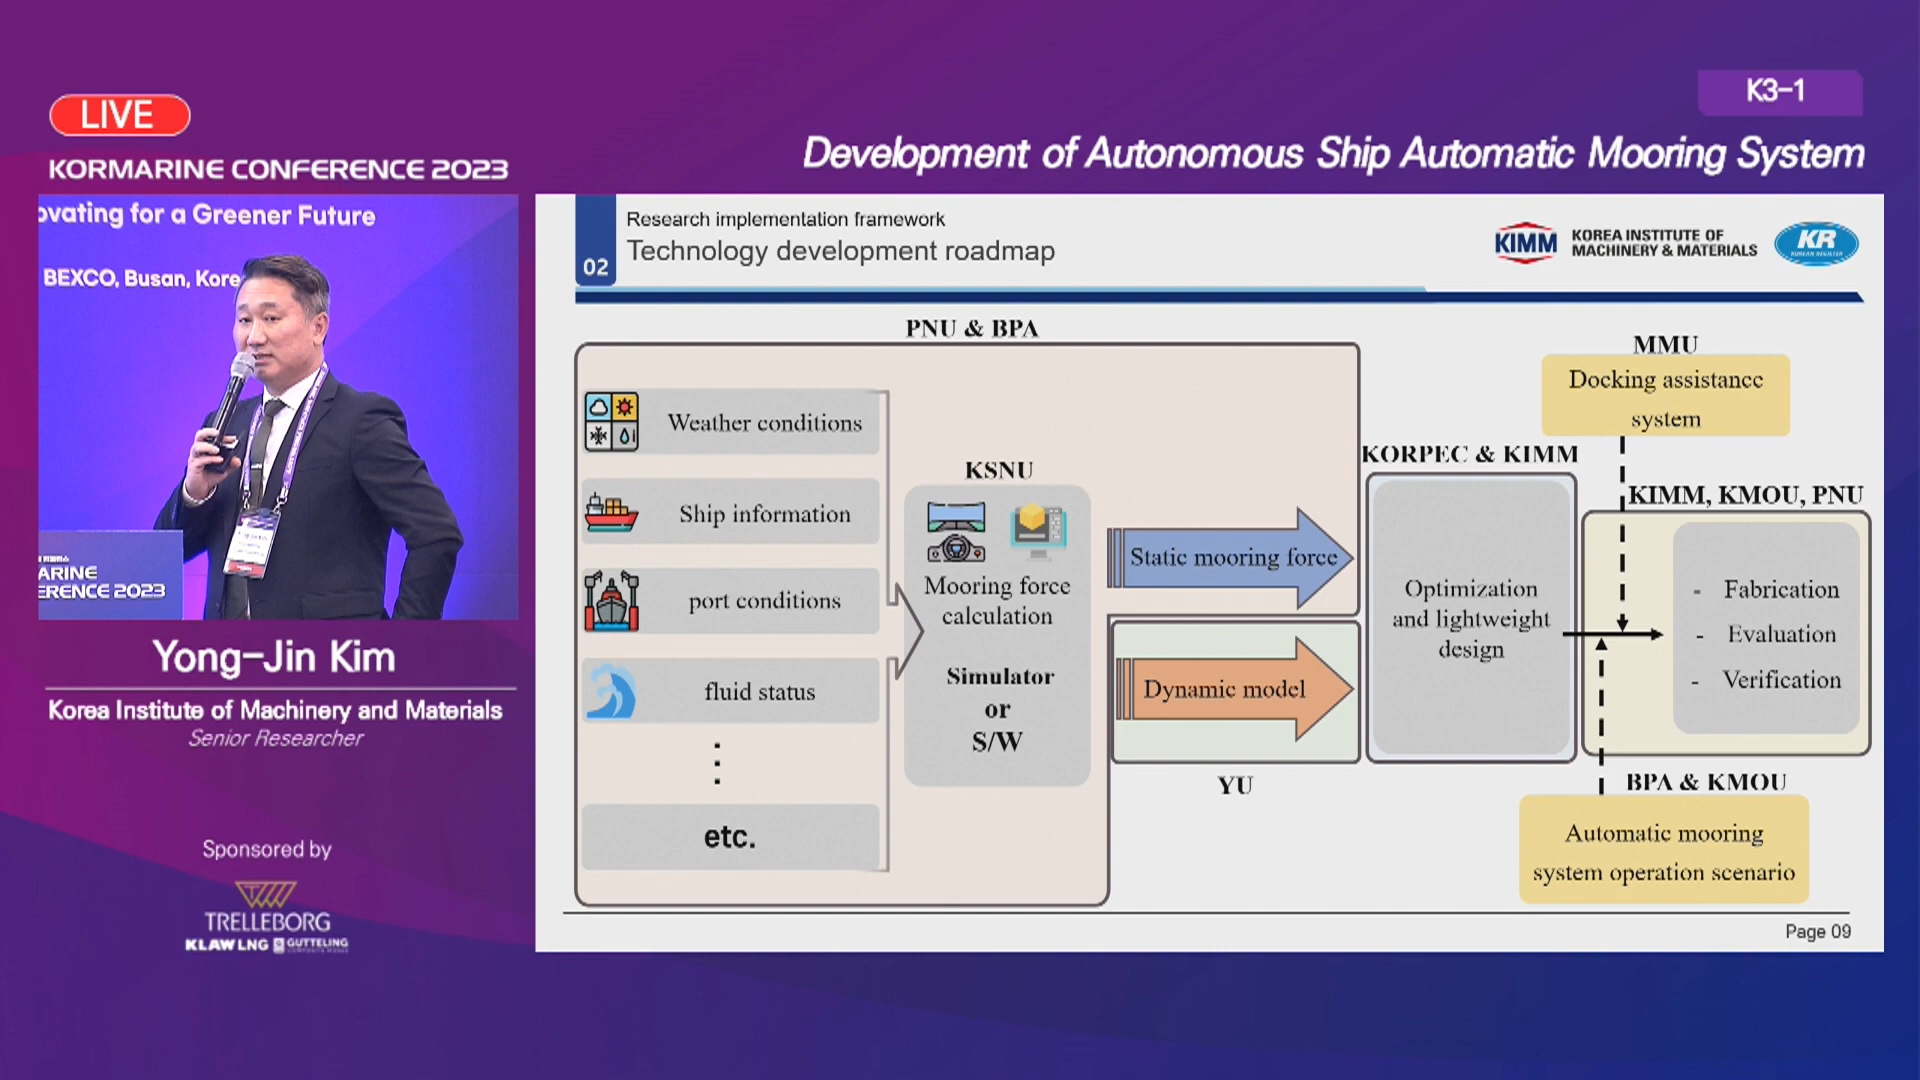 LIVE
KORMARINE CONFERENCE 2023
K3-1
Development of Autonomous Ship Automatic Mooring System
ovating for a Greener Future
BEXCO, Busan, Kore
ARINE
ERENCE 2023
Yong-Jin Kim
Korea Institute of Machinery and Materials
Senior Researcher
Sponsored by
TRELLEBORG
KLAW LNG GUTTELING
02
Research implementation framework
Technology development roadmap
KIMM
KOREA INSTITUTE OF
MACHINERY & MATERIALS
KR
KOREAN REGISTER
PNU & BPA
Weather conditions
Ship information
port conditions
fluid status
etc.
KSNU
Mooring force
calculation
Simulator
or
S/W
Static mooring force
Dynamic model
YU
KORPEC & KIMM
Optimization
and lightweight
design
MMU
Docking assistance
system
KIMM, KMOU, PNU
- Fabrication
- Evaluation
- Verification
BPA & KMOU
Automatic mooring
system operation scenario
Page 09